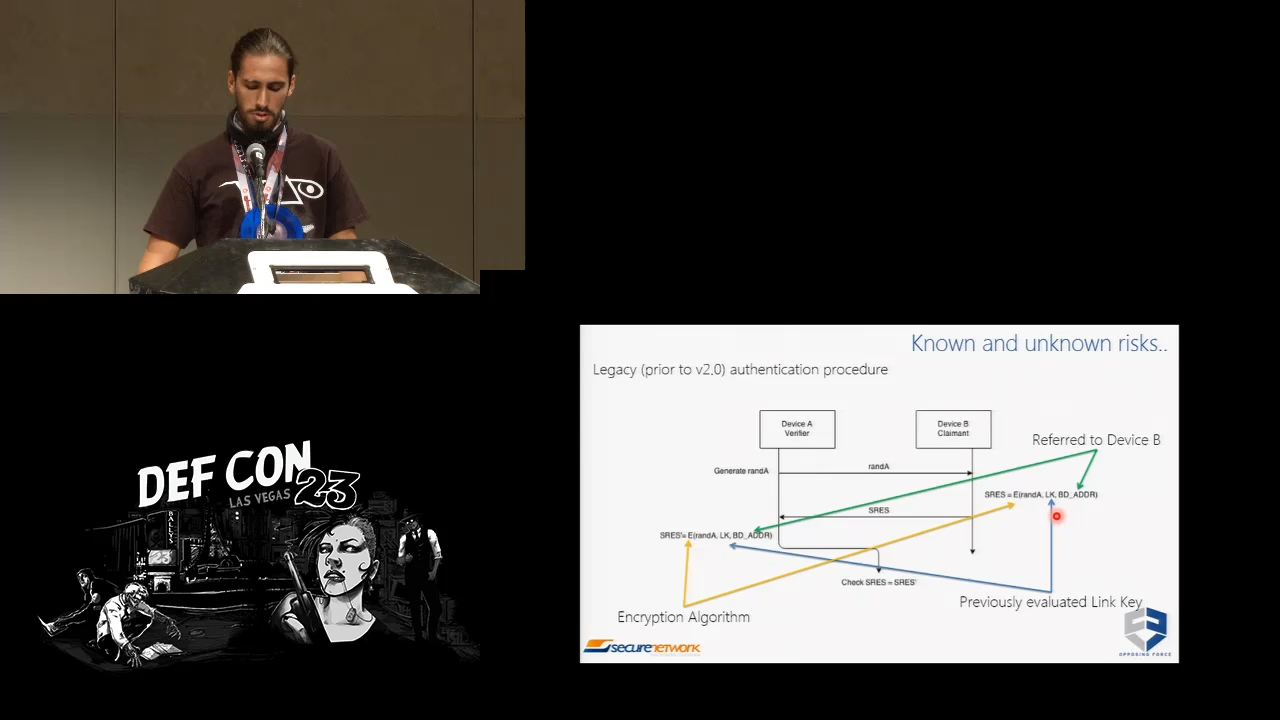 Known and unknown risks..
Legacy (prior to v2.0) authentication procedure
Device A
Verifier
Device B
Claimant
Referred to Device B
Generate randA
randA
SRES = E(randA, LK, BD_ADDR)
SRES
SRES'= E(randA, LK, BD_ADDR)
Check SRES = SRES'
Previously evaluated Link Key
Encryption Algorithm
securenetwork
OPPOSING FORCE
DEF CON
LAS VEGAS 23
BALLYS